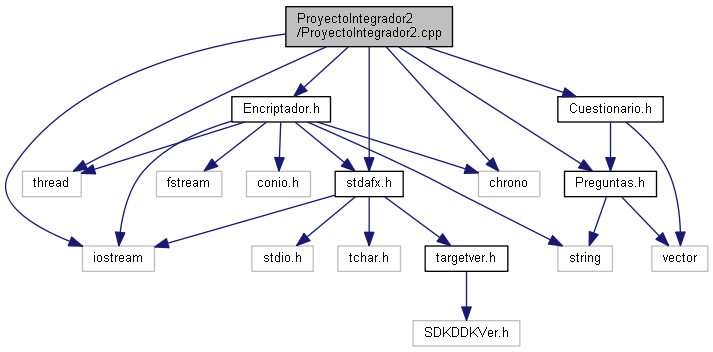 ProyectoIntegrador2
/ProyectoIntegrador2.cpp
Encriptador.h
Cuestionario.h
thread
fstream
conio.h
stdafx.h
chrono
Preguntas.h
iostream
stdio.h
tchar.h
targetver.h
string
vector
SDKDDKVer.h